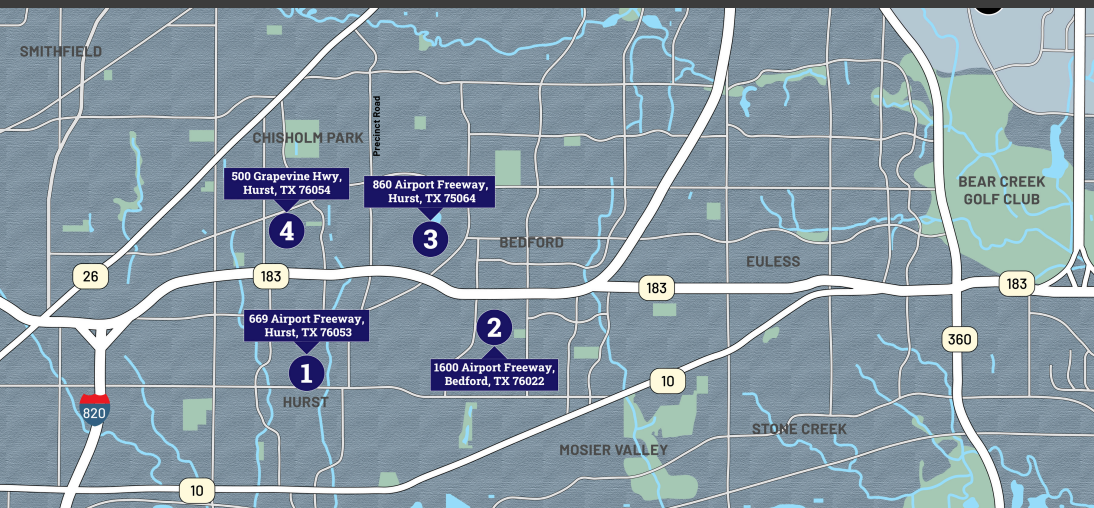 SMITHFIELD
Precinct Road
CHISHOLM PARK
500 Grapevine Hwy,
Hurst, TX 76054
4
860 Airport Freeway,
Hurst, TX 75064
3
BEAR CREEK
GOLF CLUB
BEDFORD
EULESS
26
183
183
183
669 Airport Freeway,
Hurst, TX 76053
1
2
1600 Airport Freeway,
Bedford, TX 76022
360
10
HURST
820
STONE CREEK
MOSIER VALLEY
10